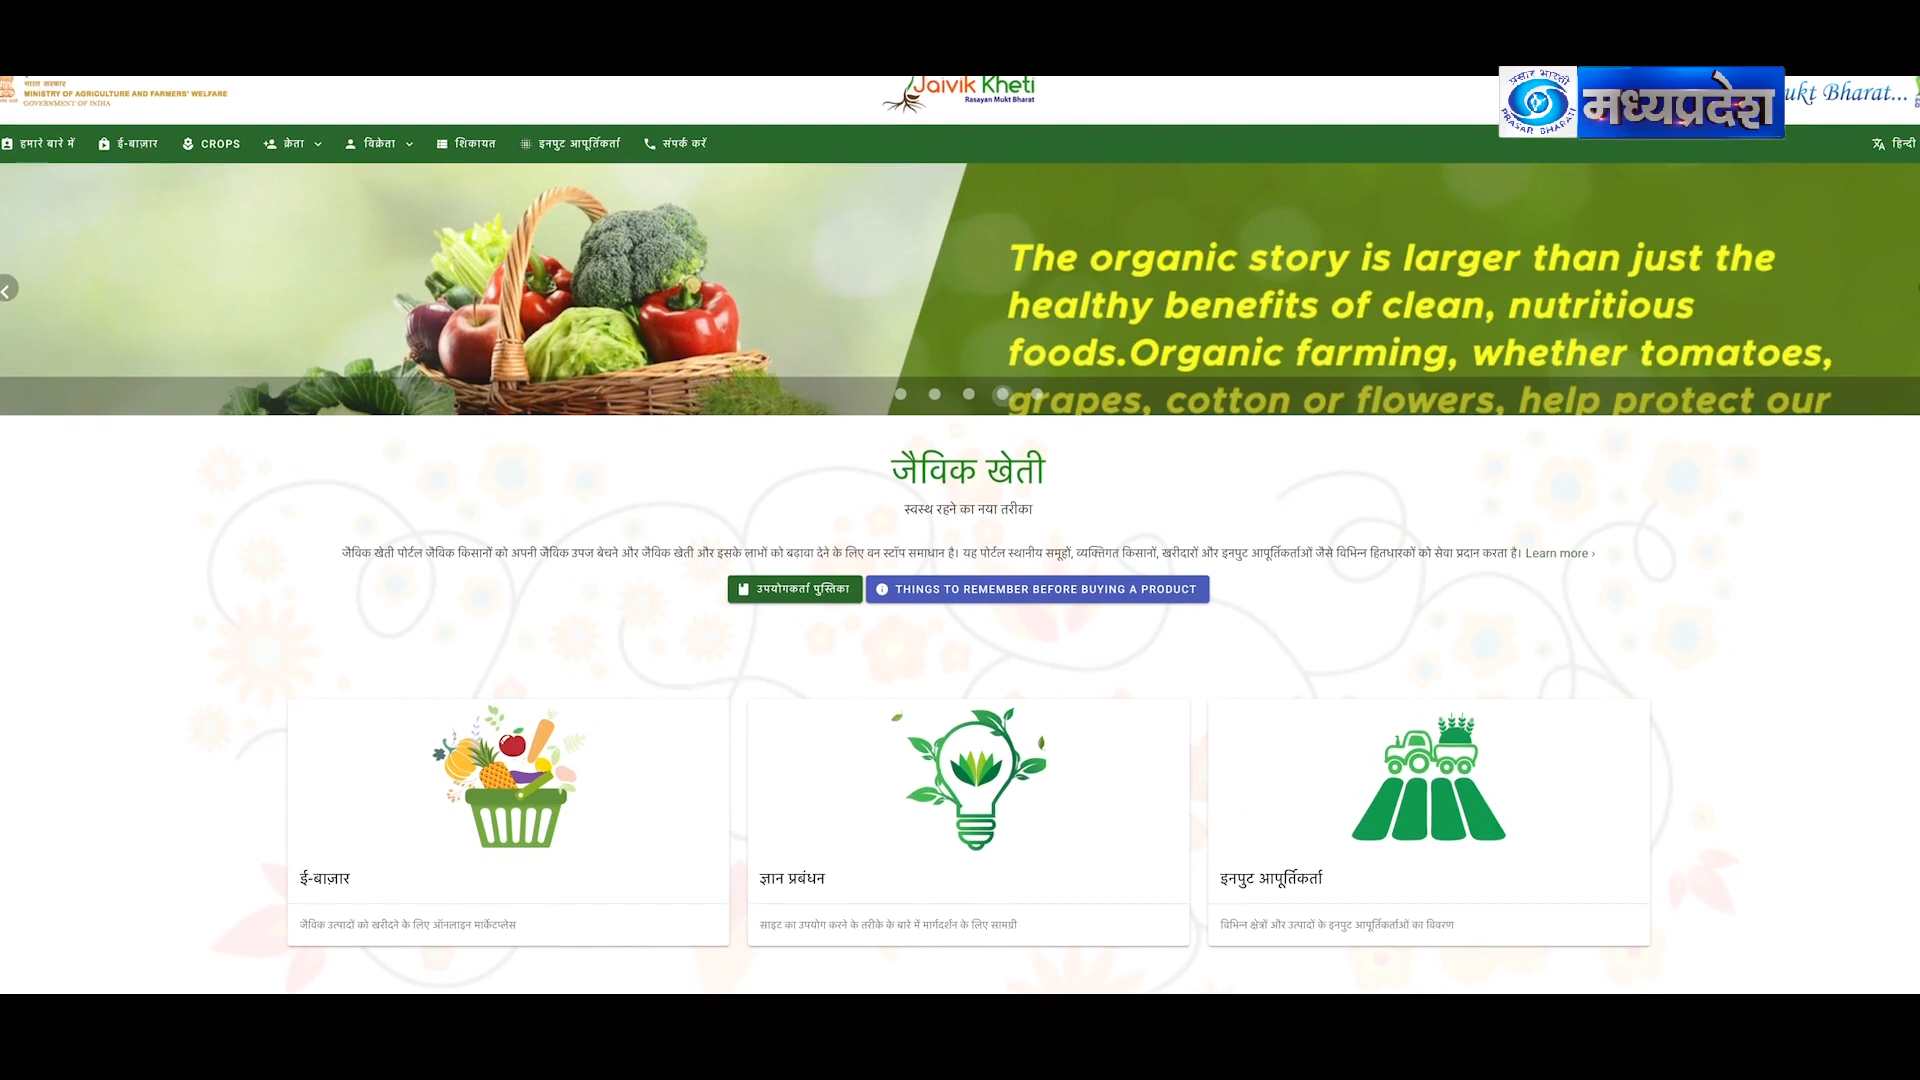 भारत सरकार
MINISTRY OF AGRICULTURE AND FARMERS' WELFARE
GOVERNMENT OF INDIA
Jaivik Kheti
Rasayan Mukt Bharat
प्रसार भारती
PRASAR BHARATI
मध्यप्रदेश
Bharat...
हमारे बारे में
ई-बाज़ार
CROPS
क्रेता
विक्रेता
शिकायत
इनपुट आपूर्तिकर्ता
संपर्क करें
हिन्दी
The organic story is larger than just the
healthy benefits of clean, nutritious
foods.Organic farming, whether tomatoes,
grapes, cotton or flowers, help protect our
जैविक खेती
स्वस्थ रहने का नया तरीका
जैविक खेती पोर्टल जैविक किसानों को अपनी जैविक उपज बेचने और जैविक खेती और इसके लाभों को बढावा देने के लिए वन स्टॉप समाधान है। यह पोर्टल स्थानीय समूहों, व्यक्तिगत किसानों, खरीदारों और इनपुट आपूर्तिकर्ताओं जैसे विभिन्न हितधारकों को सेवा प्रदान करता है। Learn more ›
उपयोगकर्ता पुस्तिका
THINGS TO REMEMBER BEFORE BUYING A PRODUCT
ई-बाज़ार
जैविक उत्पादों को खरीदने के लिए ऑनलाइन मार्केटप्लेस
ज्ञान प्रबंधन
साइट का उपयोग करने के तरीके के बारे में मार्गदर्शन के लिए सामग्री
इनपुट आपूर्तिकर्ता
विभिन्न क्षेत्रों और उत्पादों के इनपुट आपूर्तिकर्ताओं का विवरण